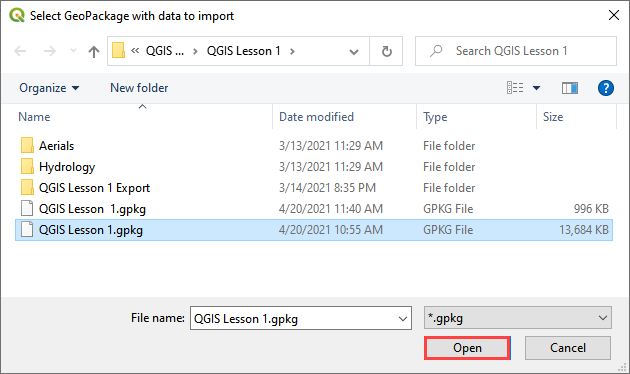 Select GeoPackage with data to import
« QGIS ... › QGIS Lesson 1 › Search QGIS Lesson 1
Organize New folder
Name Date modified Type Size
Aerials 3/13/2021 11:29 AM File folder
Hydrology 3/13/2021 11:29 AM File folder
QGIS Lesson 1 Export 3/14/2021 8:35 PM File folder
QGIS Lesson  1.gpkg 4/20/2021 11:40 AM GPKG File 996 KB
QGIS Lesson 1.gpkg 4/20/2021 10:55 AM GPKG File 13,684 KB
File name: QGIS Lesson 1.gpkg *.gpkg
Open Cancel